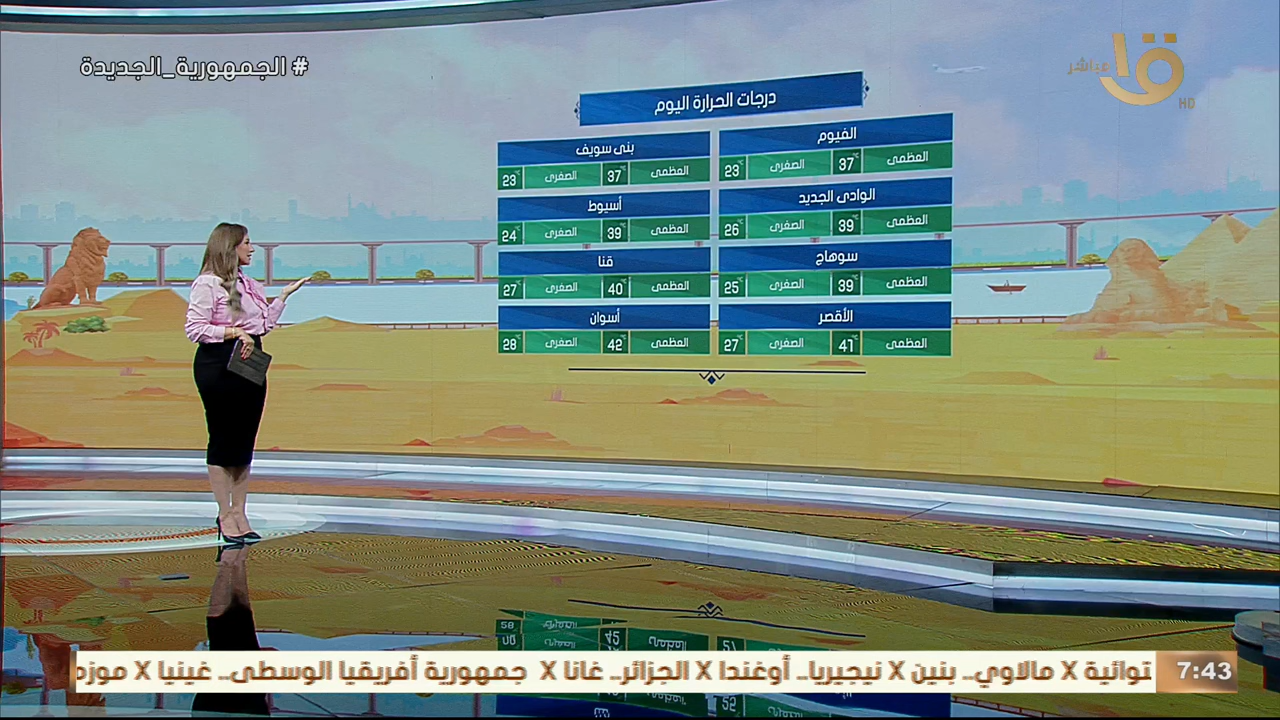 #الجمهورية_الجديدة
مباشر
HD
درجات الحرارة اليوم
الفيوم
العظمى 37°C الصغرى 23°C
بنى سويف
العظمى 37°C الصغرى 23°C
الوادى الجديد
العظمى 39°C الصغرى 26°C
أسيوط
العظمى 39°C الصغرى 24°C
سوهاج
العظمى 39°C الصغرى 25°C
قنا
العظمى 40°C الصغرى 27°C
الأقصر
العظمى 41°C الصغرى 27°C
أسوان
العظمى 42°C الصغرى 28°C
توائية X مالاوي.. بنين X نيجيريا.. أوغندا X الجزائر.. غانا X جمهورية أفريقيا الوسطى.. غينيا X موزم
7:43